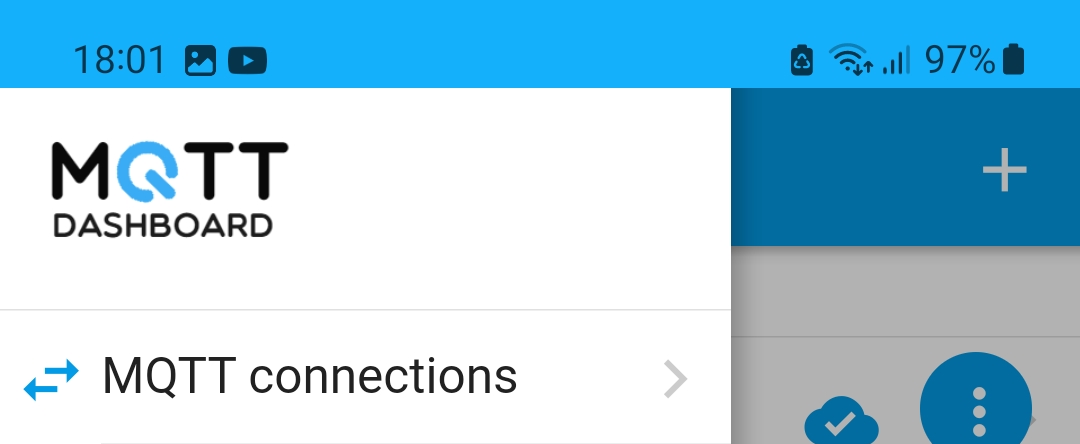 18:01 97%
MQTT
DASHBOARD
MQTT connections